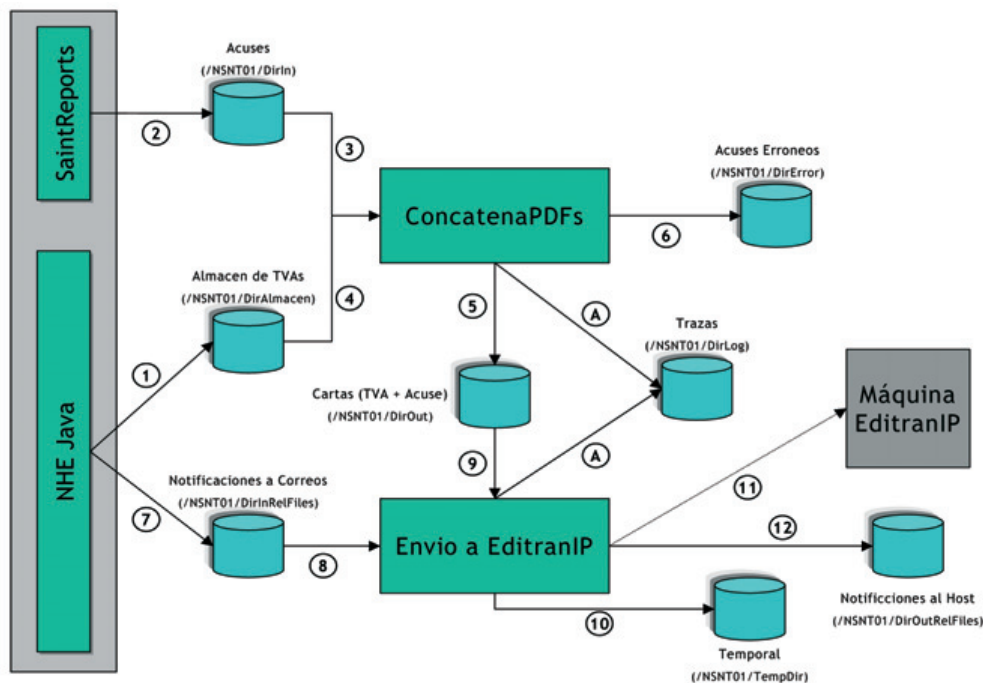 SaintReports
NHE Java
Acuses
(/NSNT01/DirIn)
2
3
ConcatenaPDFs
Acuses Erroneos
(/NSNT01/DirError)
6
Almacen de TVAs
(/NSNT01/DirAlmacen)
4
1
5
A
Trazas
(/NSNT01/DirLog)
Cartas (TVA + Acuse)
(/NSNT01/DirOut)
Máquina
EditranIP
9
A
11
Notificaciones a Correos
(/NSNT01/DirInRelFiles)
7
8
Envio a EditranIP
12
Notificciones al Host
(/NSNT01/DirOutRelFiles)
10
Temporal
(/NSNT01/TempDir)